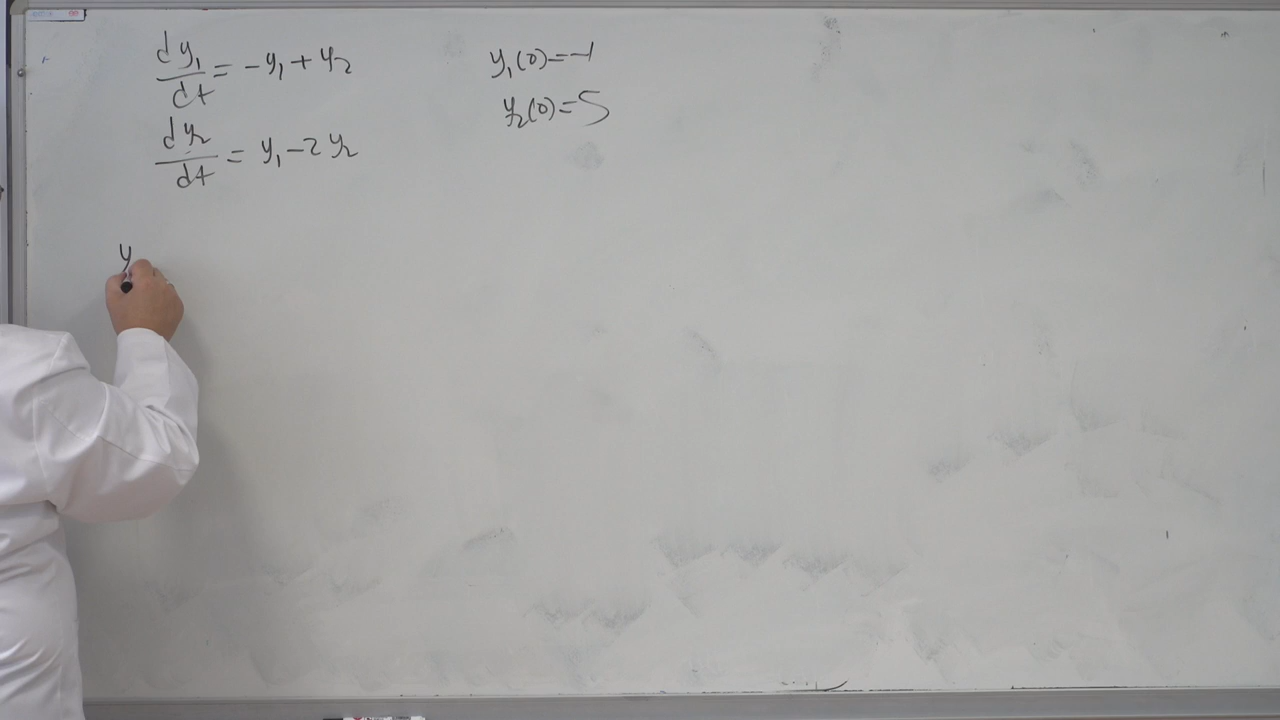 dy₁/dt = -y₁ + y₂
y₁(0) = -1
dy₂/dt = y₁ - 2y₂
y₂(0) = 5
y